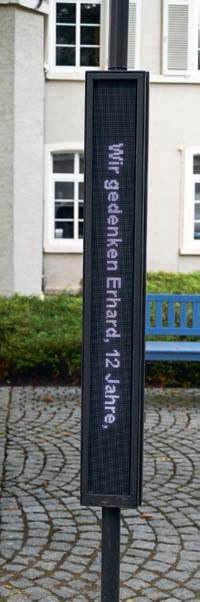 Wir gedenken Erhard, 12 Jahre,